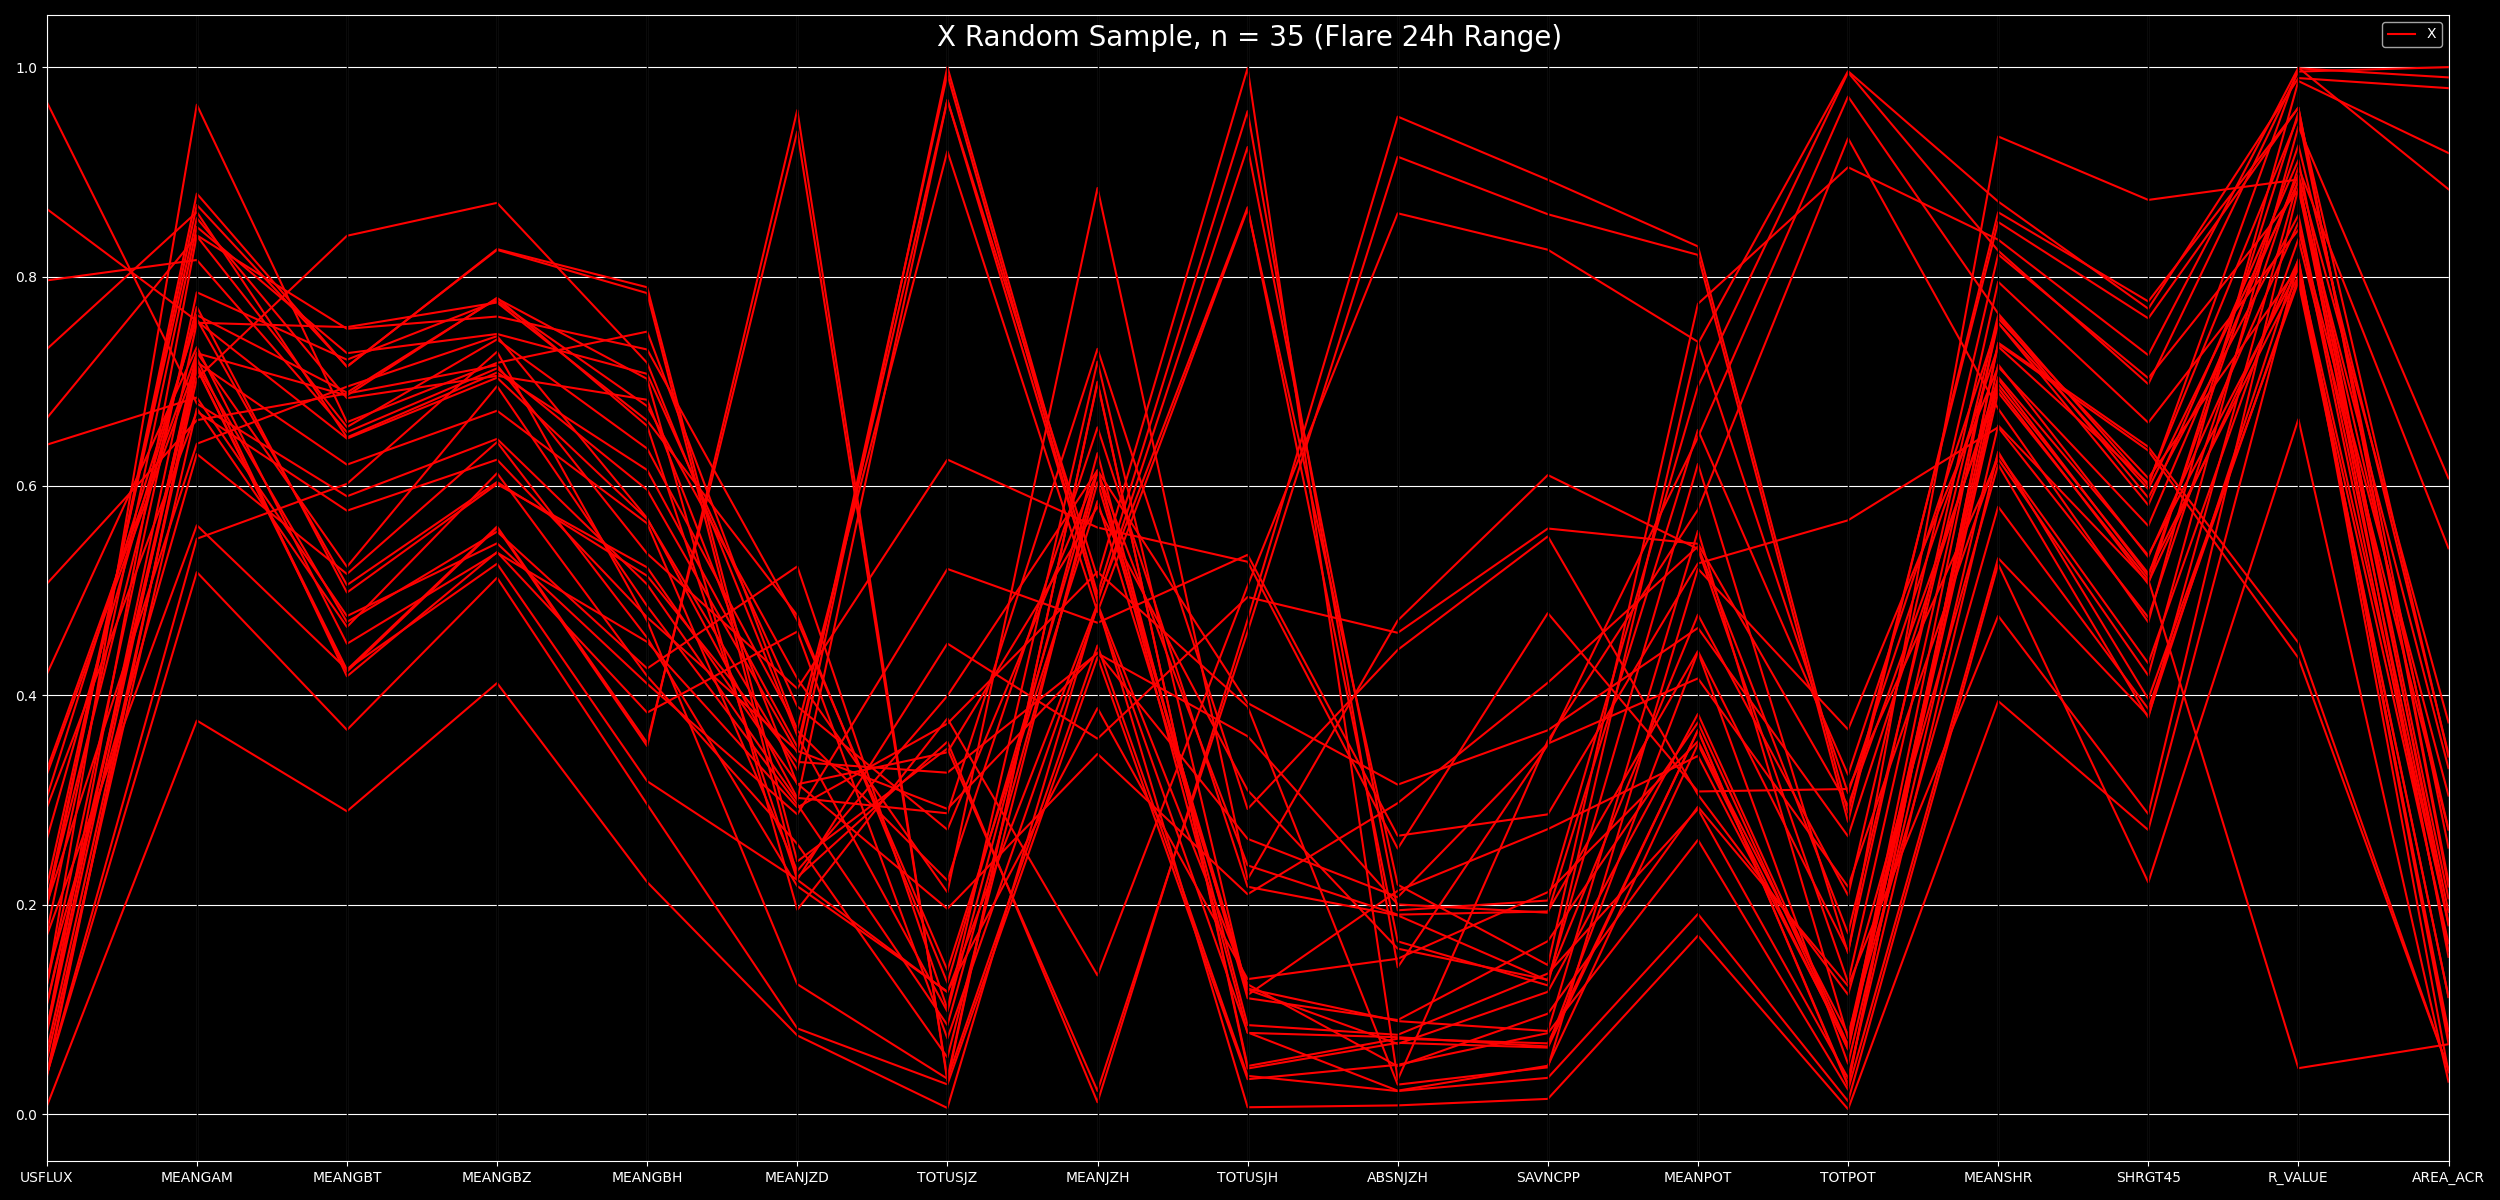 X Random Sample, n = 35 (Flare 24h Range)
X
1.0
0.8
0.6
0.4
0.2
0.0
USFLUX MEANGAM MEANGBT MEANGBZ MEANGBH MEANJZD TOTUSJZ MEANJZH TOTUSJH ABSNJZH SAVNCPP MEANPOT TOTPOT MEANSHR SHRGT45 R_VALUE AREA_ACR